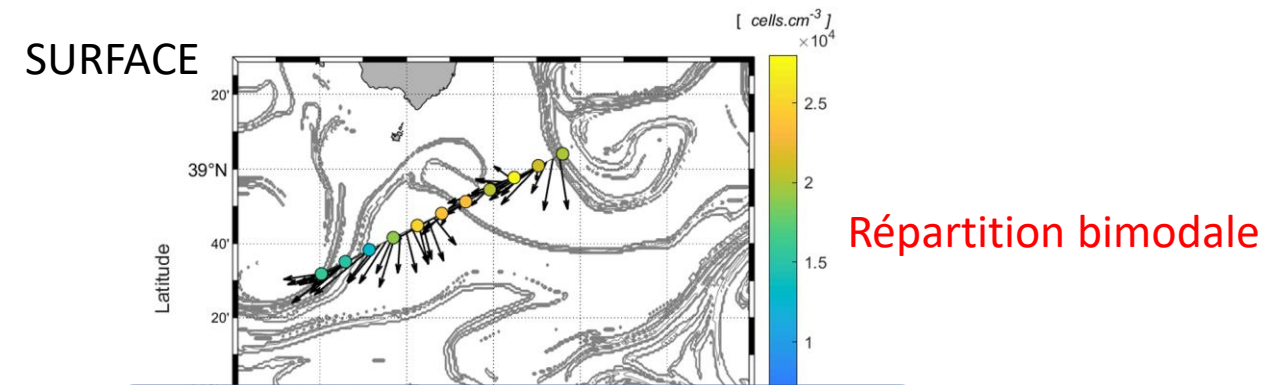 [ cells.cm-3 ]
×10⁴
SURFACE
20'
2.5
39°N
2
Répartition bimodale
40'
1.5
Latitude
20'
1